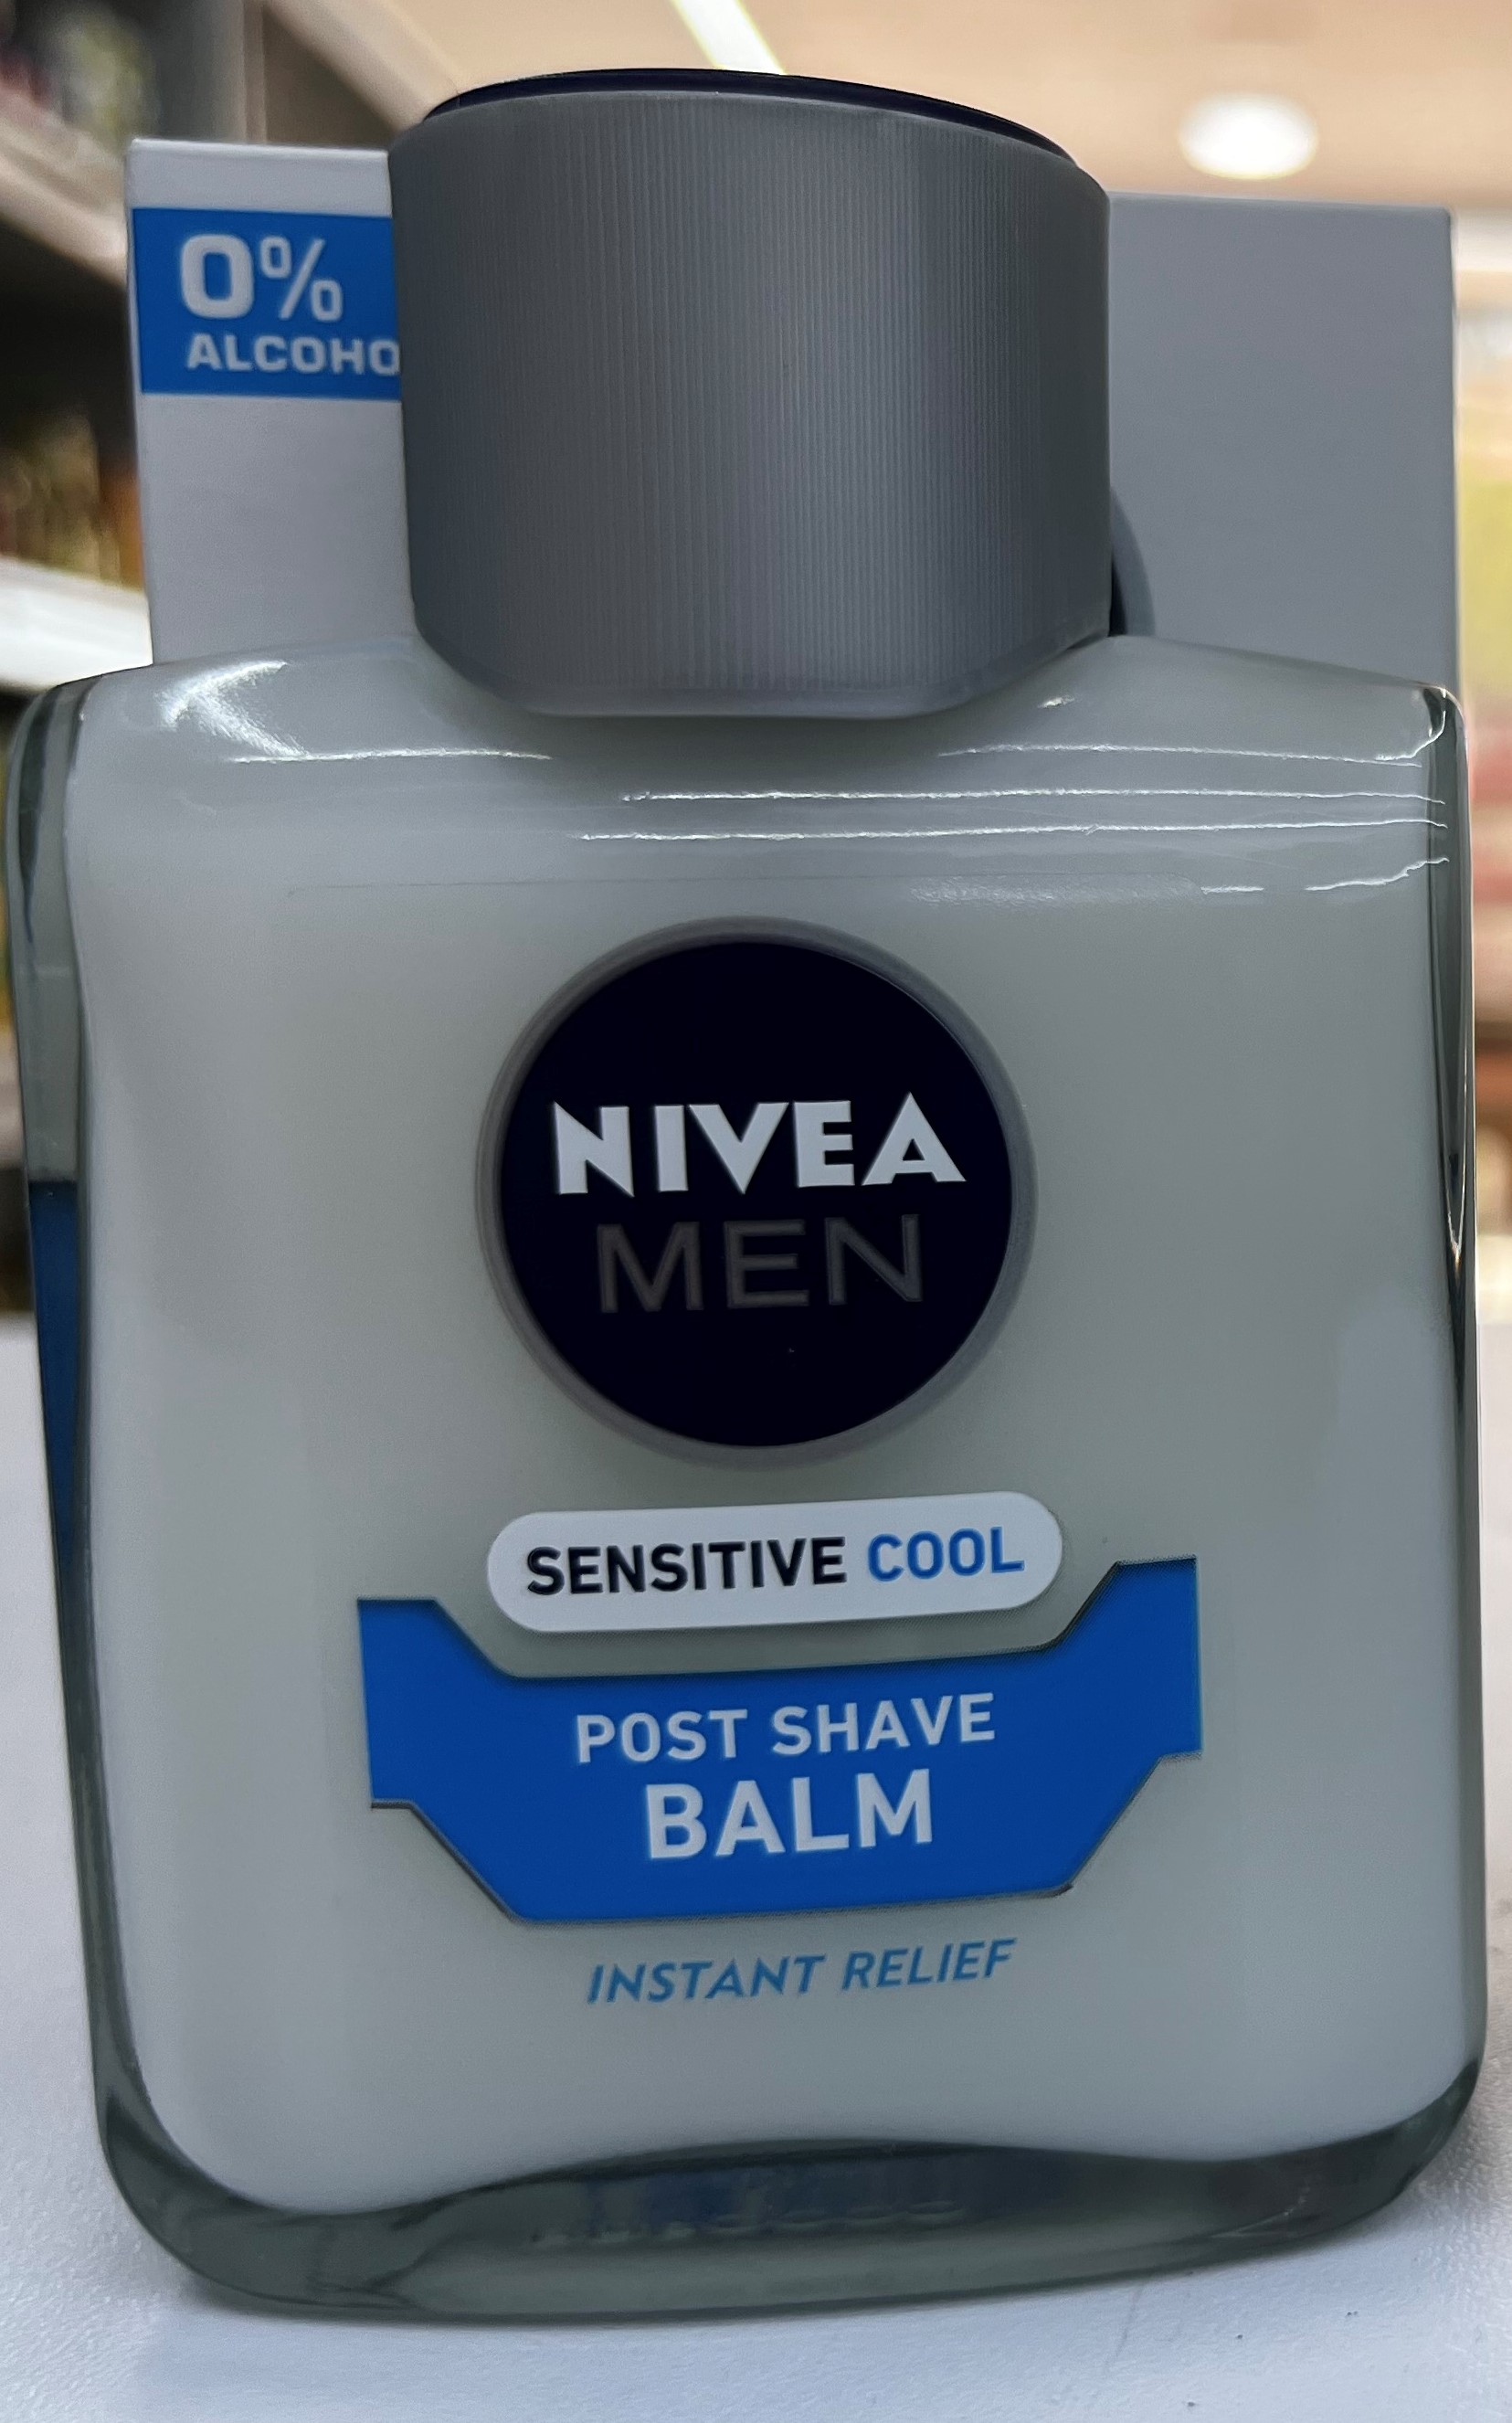 0%
ALCOHO
NIVEA
MEN
SENSITIVE COOL
POST SHAVE
BALM
INSTANT RELIEF